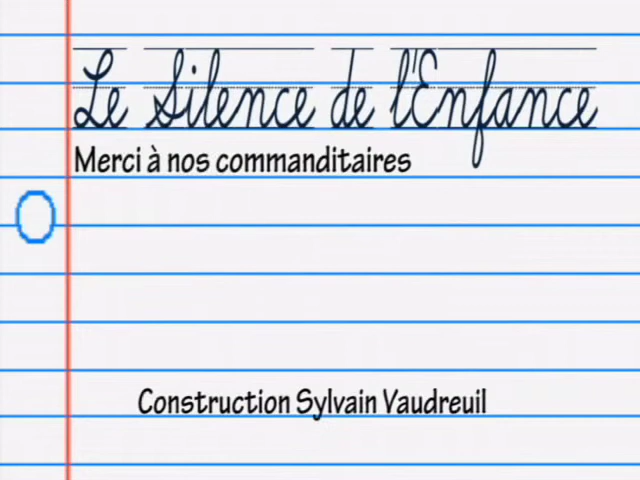 Le Silence de l'Enfance
Merci à nos commanditaires
Construction Sylvain Vaudreuil